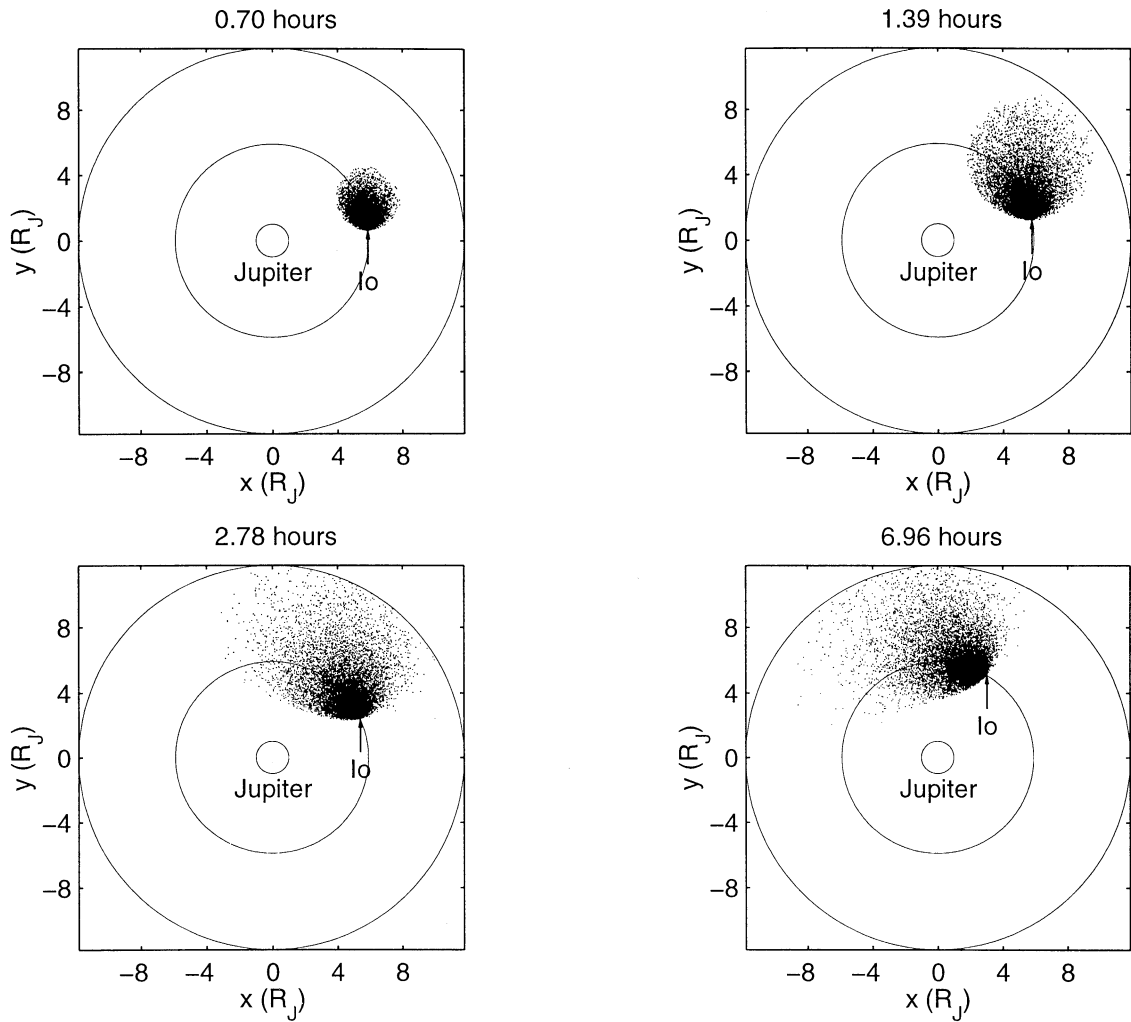 0.70 hours
8
4
0
−4
−8
y (R_J)
Jupiter
Io
−8 −4 0 4 8
x (R_J)
1.39 hours
8
4
0
−4
−8
y (R_J)
Jupiter
Io
−8 −4 0 4 8
x (R_J)
2.78 hours
8
4
0
−4
−8
y (R_J)
Jupiter
Io
−8 −4 0 4 8
x (R_J)
6.96 hours
8
4
0
−4
−8
y (R_J)
Jupiter
Io
−8 −4 0 4 8
x (R_J)